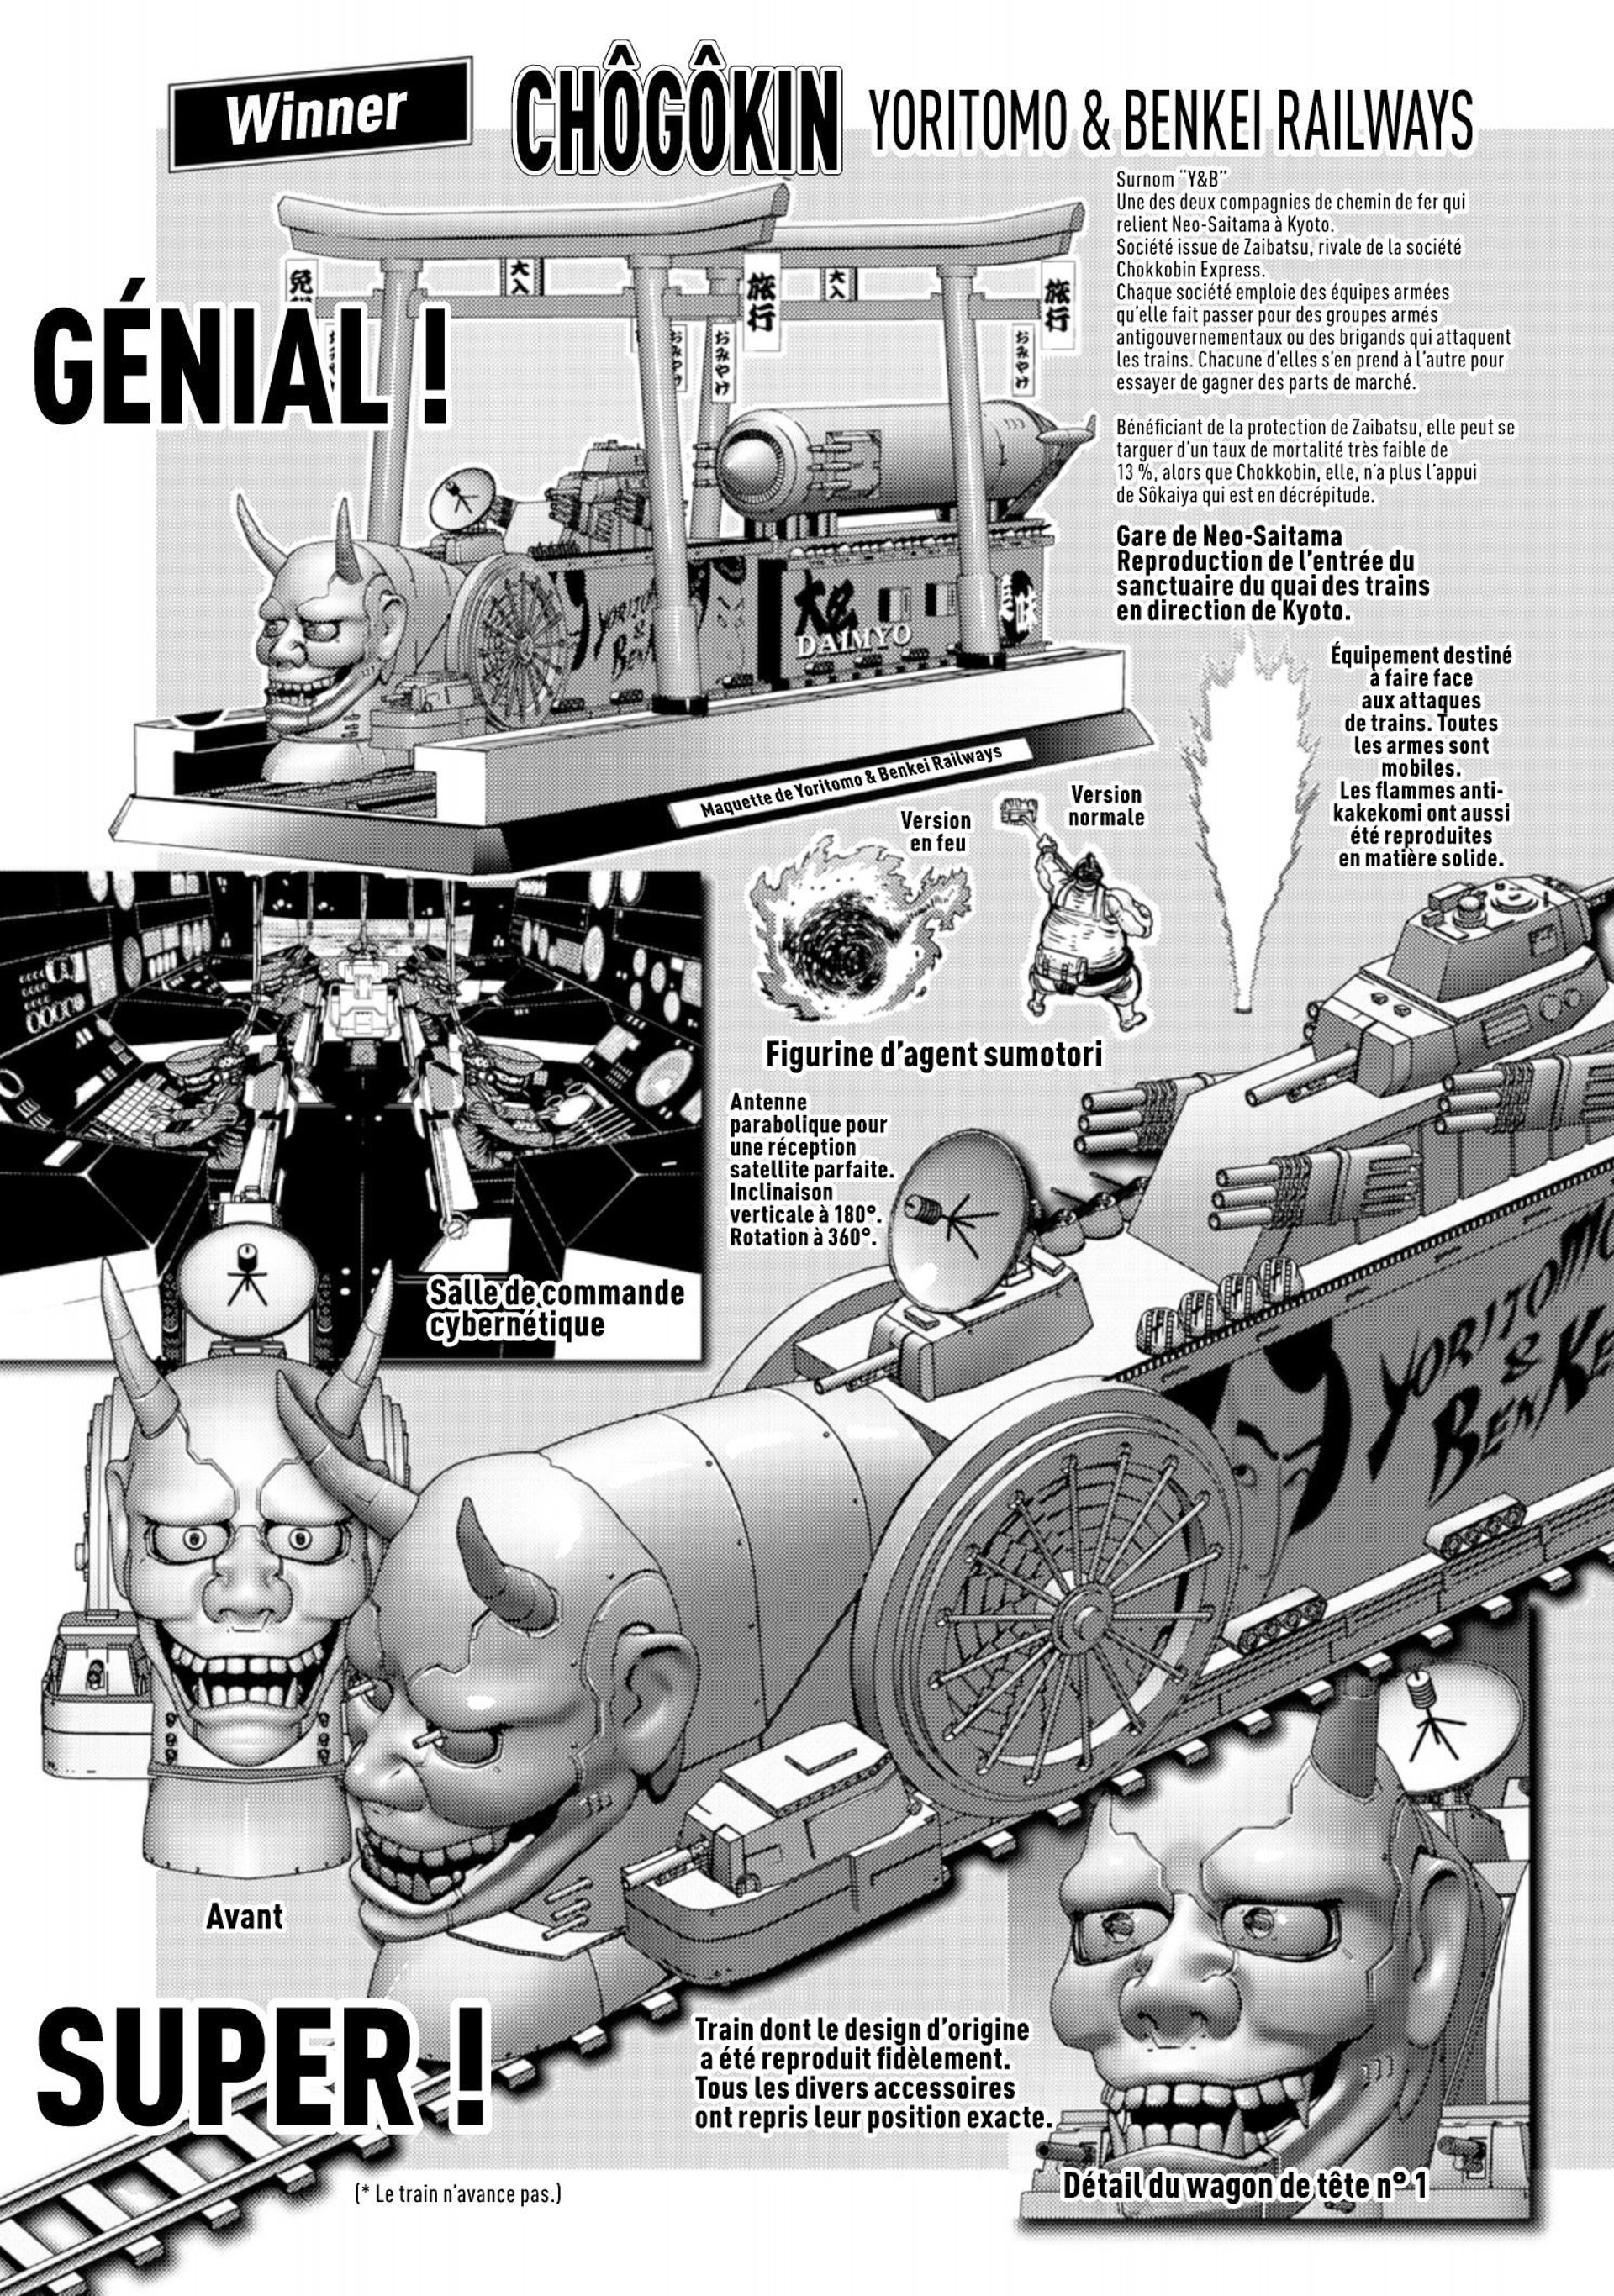 Winner
CHÔGÔKIN
YORITOMO & BENKEI RAILWAYS
Surnom “Y&B”
Une des deux compagnies de chemin de fer qui
relient Neo-Saitama à Kyoto.
Société issue de Zaibatsu, rivale de la société
Chokkobin Express.
Chaque société emploie des équipes armées
qu’elle fait passer pour des groupes armés
antigouvernementaux ou des brigands qui attaquent
les trains. Chacune d’elles s’en prend à l’autre pour
essayer de gagner des parts de marché.
Bénéficiant de la protection de Zaibatsu, elle peut se
targuer d’un taux de mortalité très faible de
13 %, alors que Chokkobin, elle, n’a plus l’appui
de Sôkaiya qui est en décrépitude.
GÉNIAL !
大入
旅行
大入
旅行
おみやげ
おみやげ
YORITOMO
&
大名
DAIMYO
Maquette de Yoritomo & Benkei Railways
Gare de Neo-Saitama
Reproduction de l’entrée du
sanctuaire du quai des trains
en direction de Kyoto.
Équipement destiné
à faire face
aux attaques
de trains. Toutes
les armes sont
mobiles.
Les flammes anti-
kakekomi ont aussi
été reproduites
en matière solide.
Version
en feu
Version
normale
Figurine d’agent sumotori
Antenne
parabolique pour
une réception
satellite parfaite.
Inclinaison
verticale à 180°.
Rotation à 360°.
Salle de commande
cybernétique
YORITOMO
&
BENKE
Avant
SUPER !
Train dont le design d’origine
a été reproduit fidèlement.
Tous les divers accessoires
ont repris leur position exacte.
Détail du wagon de tête n° 1
(* Le train n’avance pas.)